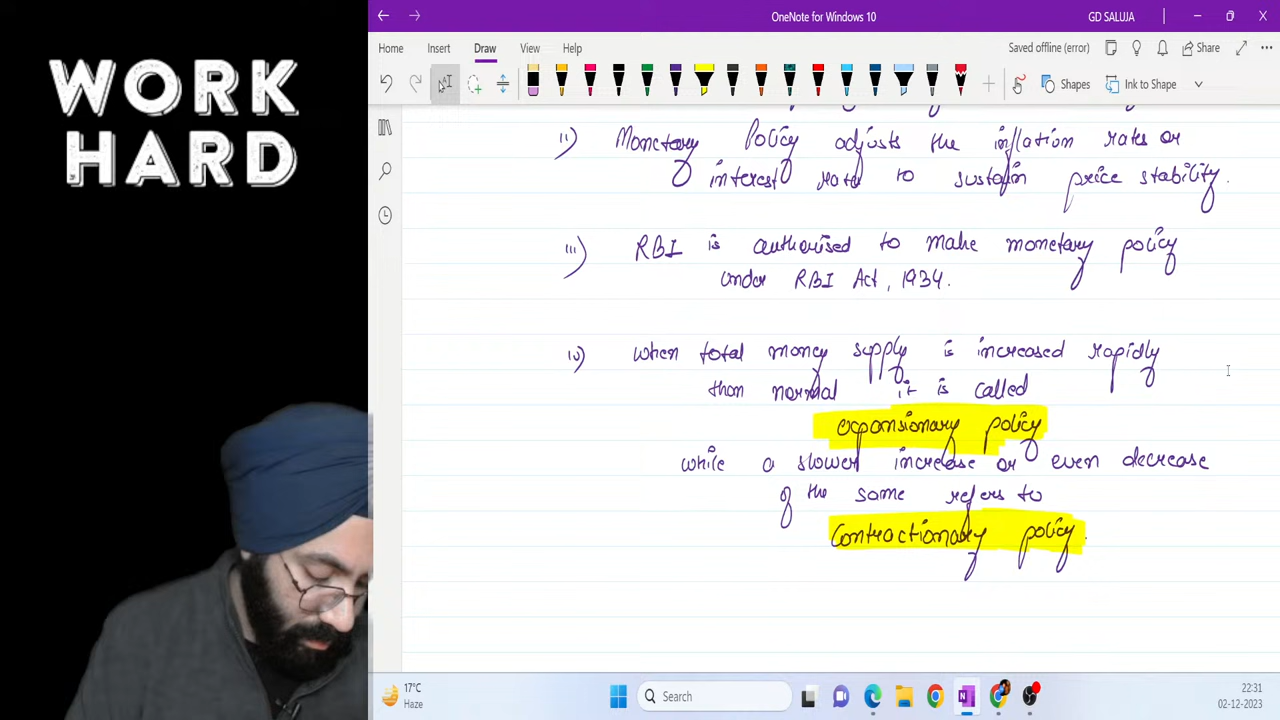 WORK
HARD
OneNote for Windows 10
GD SALUJA
Home
Insert
Draw
View
Help
Saved offline (error)
Share
Shapes
Ink to Shape
ii) Monetary Policy adjusts the inflation rates or
interest rate to sustain price stability.
iii) RBI is authorised to make monetary policy
under RBI Act, 1934.
iv) when total money supply is increased rapidly
than normal it is called
expansionary policy
while a slower increase or even decrease
of the same refers to
Contractionary policy.
17°C
Haze
Search
22:31
02-12-2023